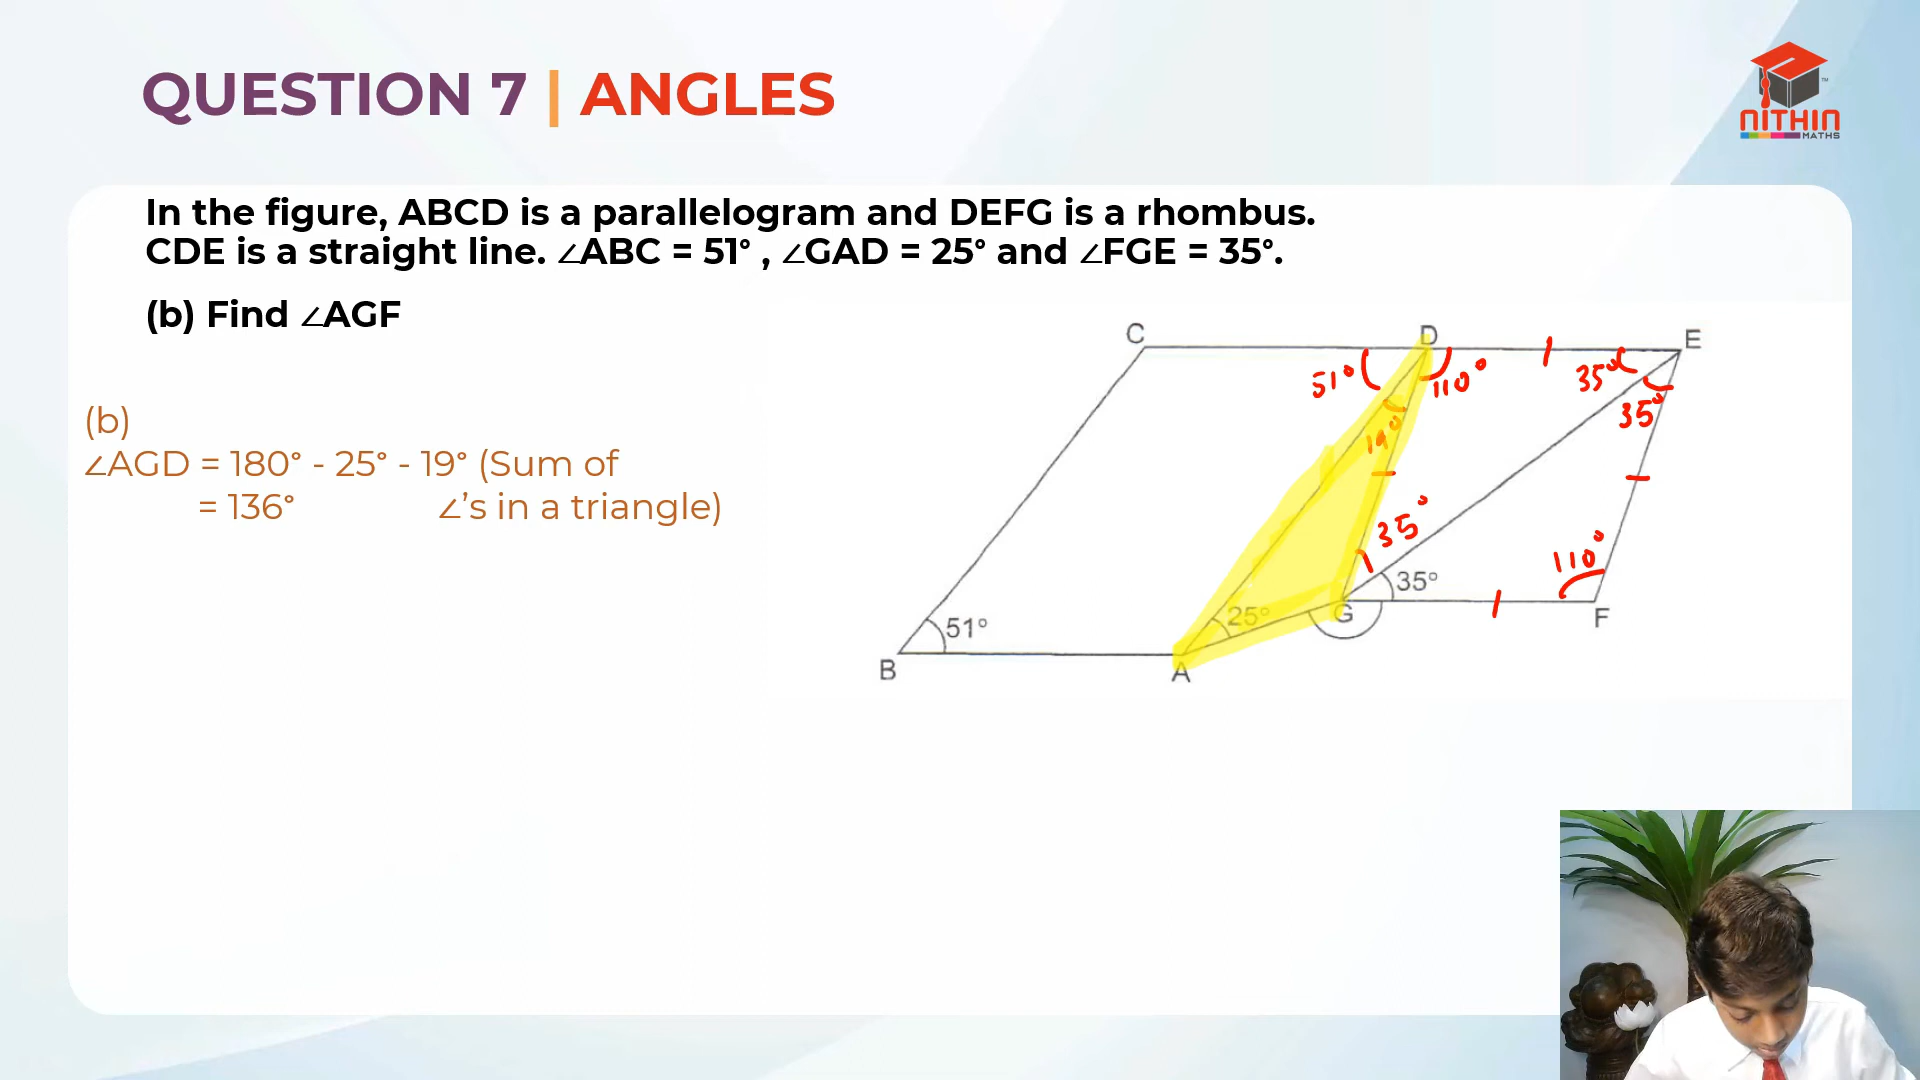 QUESTION 7 | ANGLES
NITHIN
MATHS
TM
In the figure, ABCD is a parallelogram and DEFG is a rhombus.
CDE is a straight line. ∠ABC = 51° , ∠GAD = 25° and ∠FGE = 35°.
(b) Find ∠AGF
(b)
∠AGD = 180° - 25° - 19° (Sum of
= 136° ∠'s in a triangle)
C
D
E
51°
110°
35°
35°
19°
35°
110°
35°
25°
G
F
51°
B
A